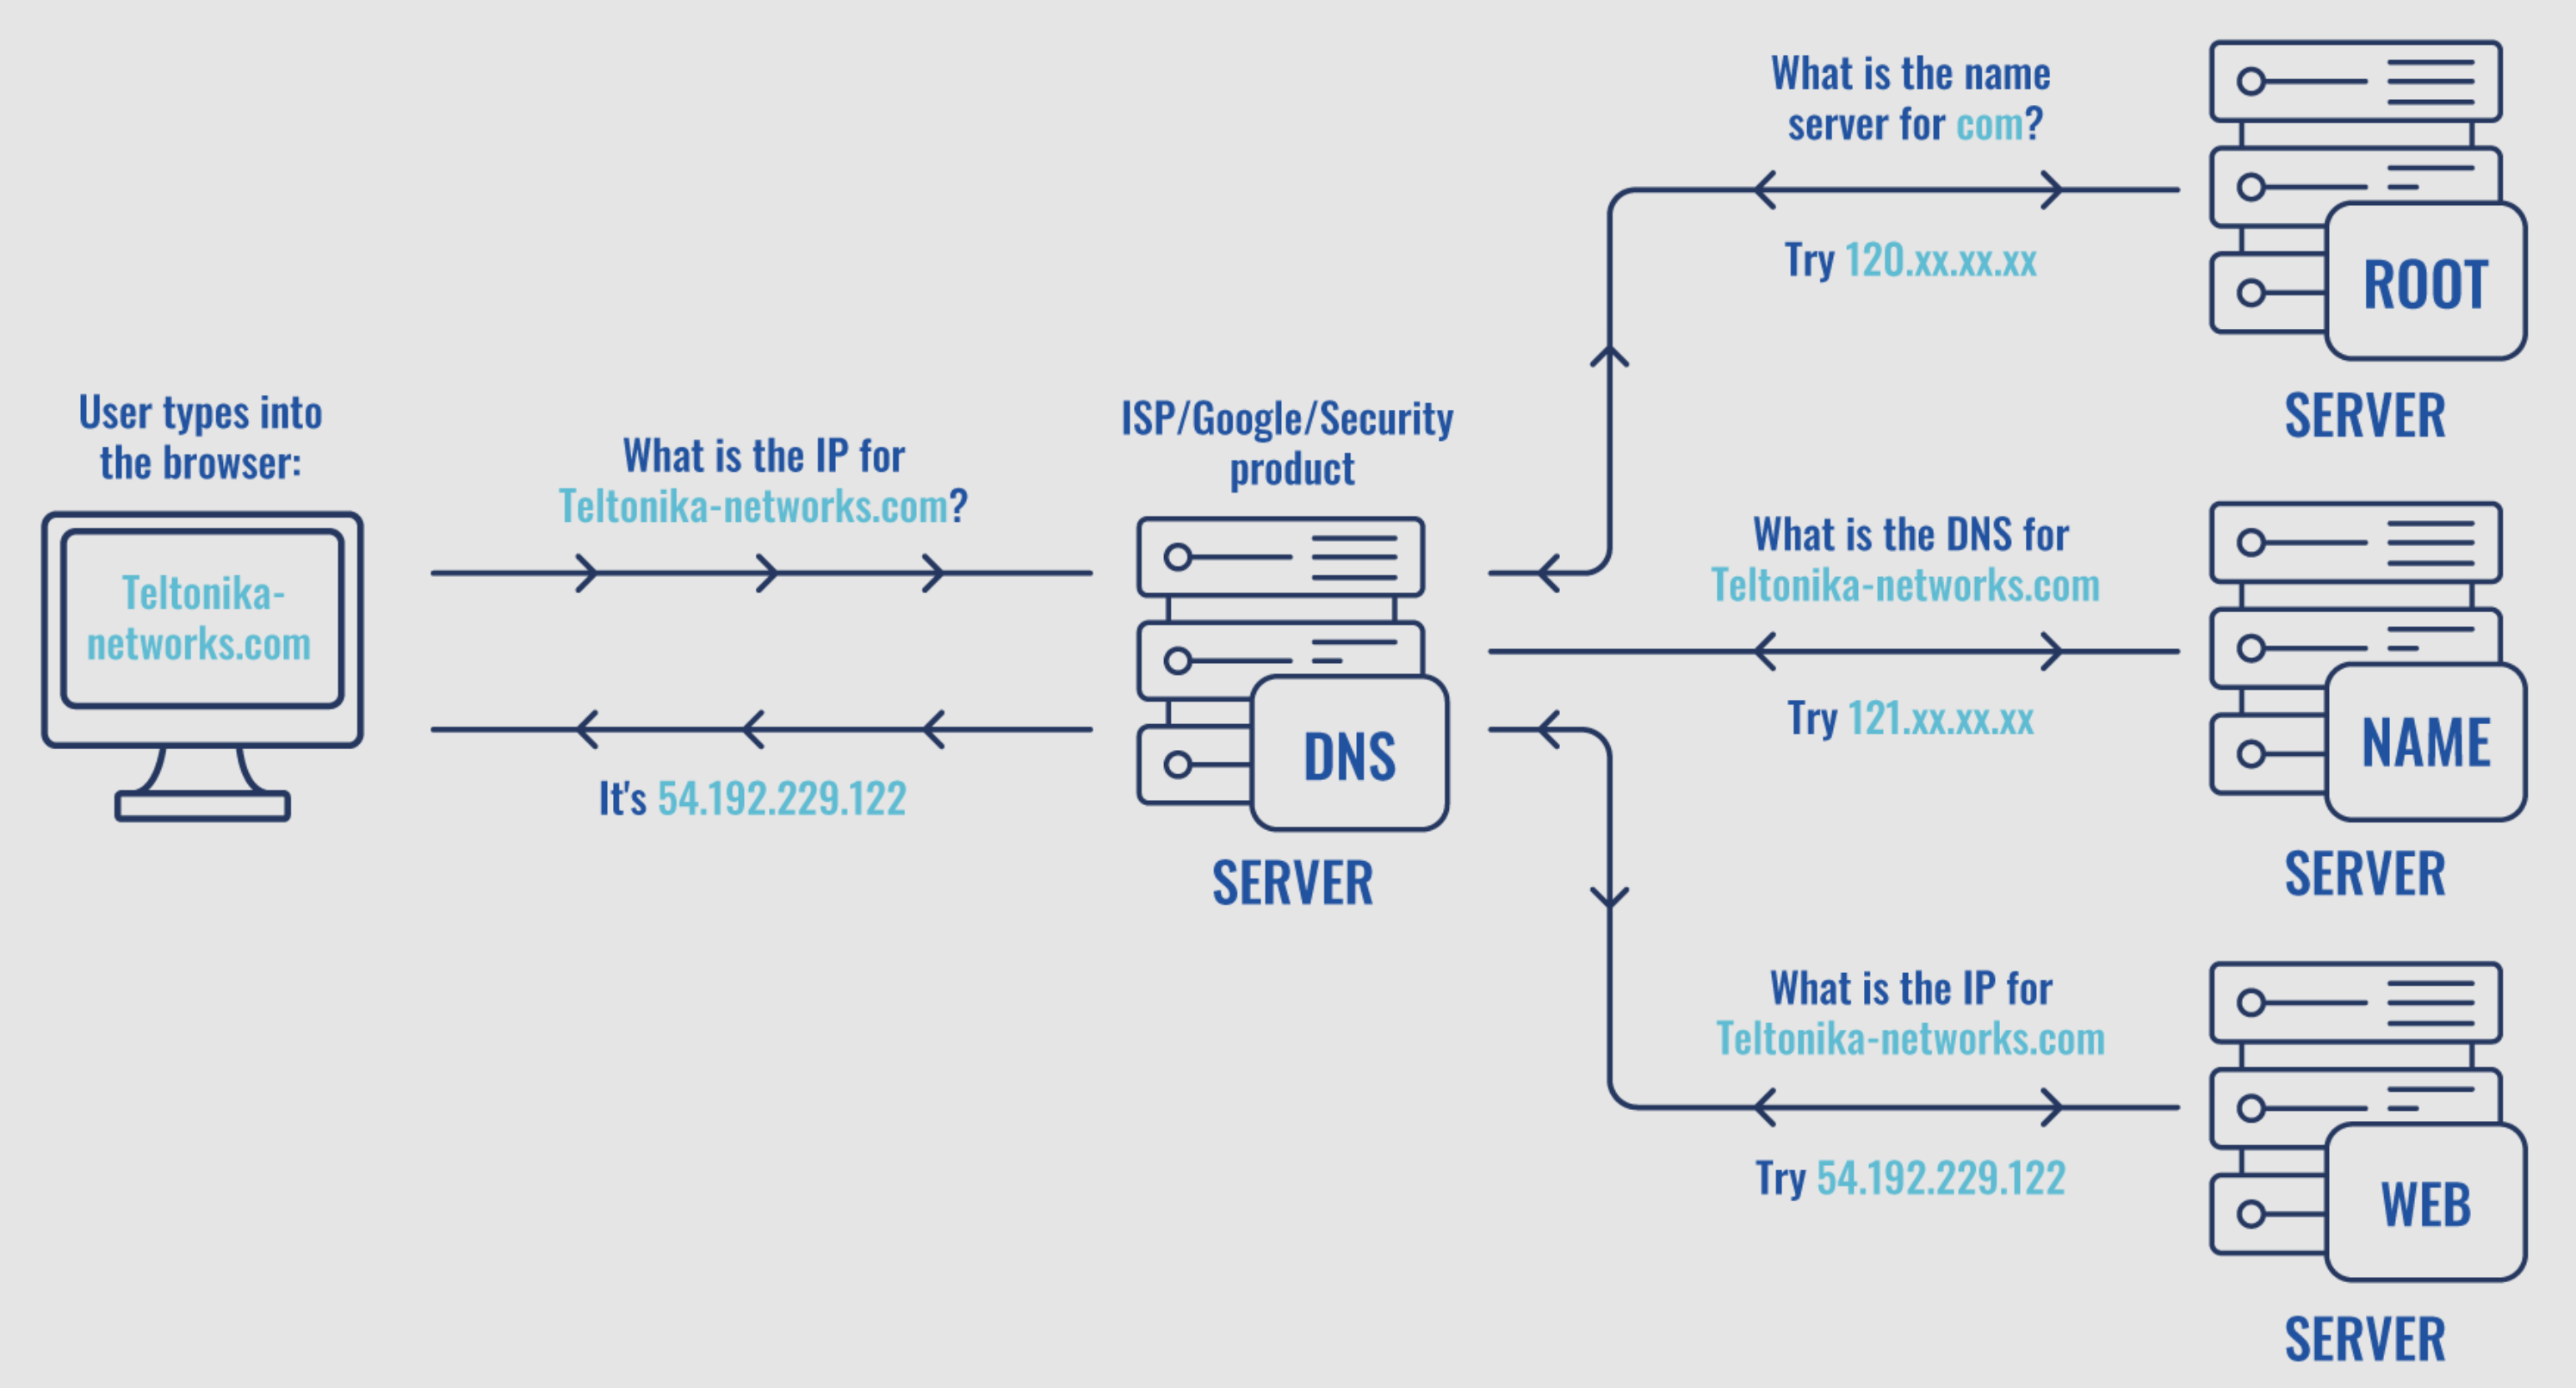 User types into
the browser:
Teltonika-
networks.com
What is the IP for
Teltonika-networks.com?
It's 54.192.229.122
ISP/Google/Security
product
DNS
SERVER
What is the name
server for com?
Try 120.xx.xx.xx
ROOT
SERVER
What is the DNS for
Teltonika-networks.com
Try 121.xx.xx.xx
NAME
SERVER
What is the IP for
Teltonika-networks.com
Try 54.192.229.122
WEB
SERVER